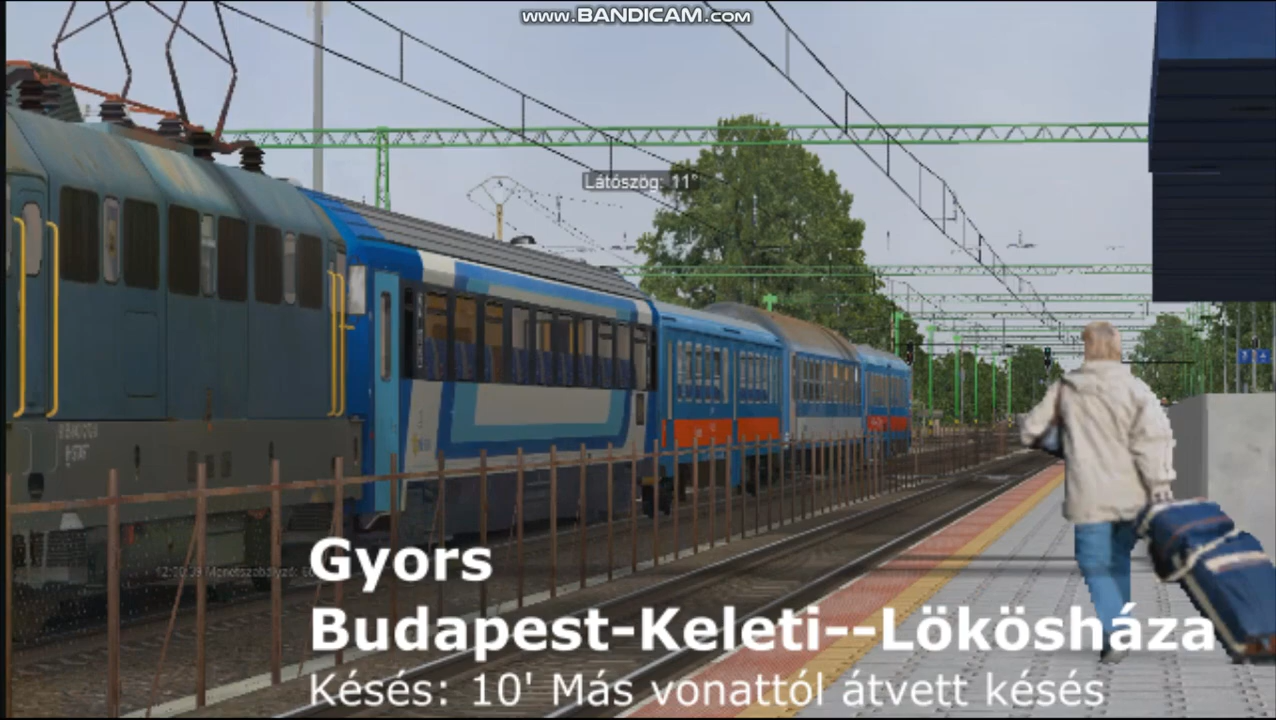 www.BANDICAM.com
Látószög: 11°
Gyors
Budapest-Keleti--Lökösháza
Késés: 10' Más vonattól átvett késés